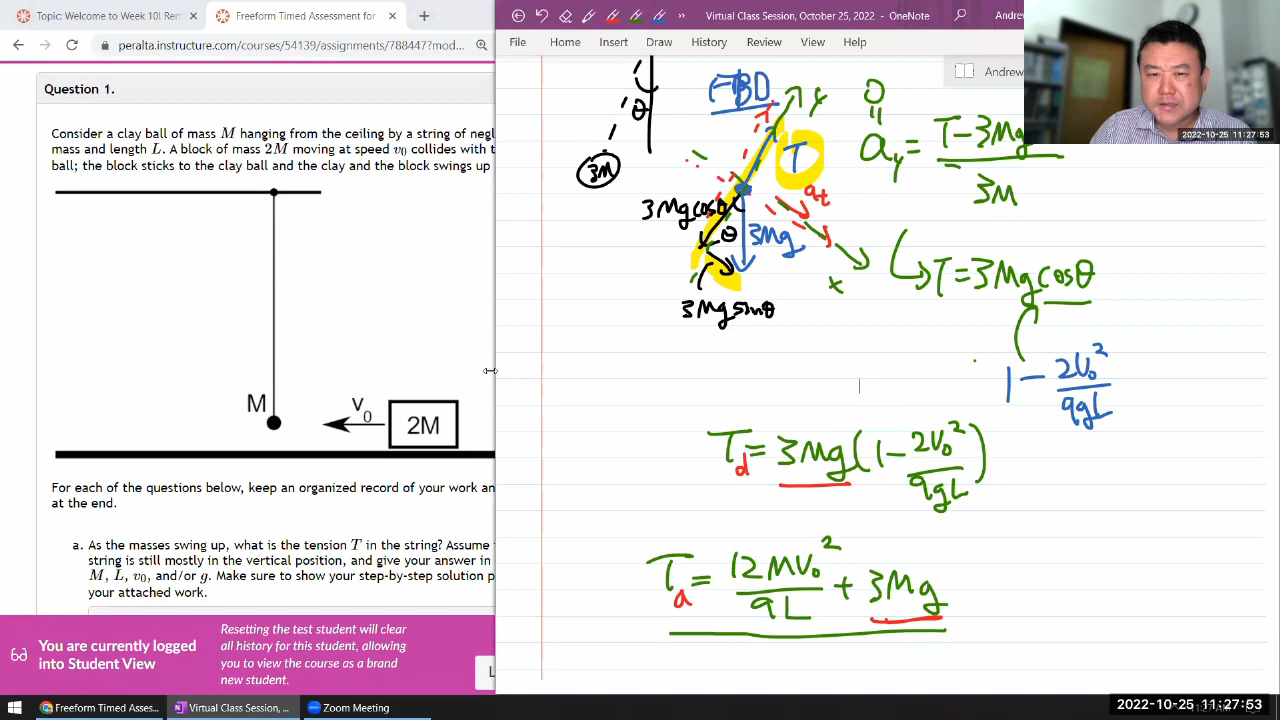 Topic: Welcome to Week 10! Rem
Freeform Timed Assessment for
peralta.instructure.com/courses/54139/assignments/788447?mod...
Question 1.
Consider a clay ball of mass M hanging from the ceiling by a string of neglig
mass and length L. A block of mass 2M moving at speed v0 collides with t
ball; the block sticks to the clay ball and the clay and the block swings up
M
v0
2M
For each of the questions below, keep an organized record of your work an
at the end.
a. As the masses swing up, what is the tension T in the string? Assume
string is still mostly in the vertical position, and give your answer in
M, L, v0, and/or g. Make sure to show your step-by-step solution p
your attached work.
You are currently logged
into Student View
Resetting the test student will clear
all history for this student, allowing
you to view the course as a brand
new student.
Virtual Class Session, October 25, 2022 - OneNote
Andrew
File Home Insert Draw History Review View Help
Andrew
θ
3M
FBD
y
T
at
3Mgcosθ
θ
3Mg
x
3Mgsinθ
0
=
ay = T-3Mg / 3M
T=3Mgcosθ
1 - 2v0² / 9gL
Td = 3Mg(1 - 2v0² / 9gL)
Ta = 12Mv0² / 9L + 3Mg
2022-10-25 11:27:53
Freeform Timed Asses...
Virtual Class Session, ...
Zoom Meeting
2022-10-25 11:27:53